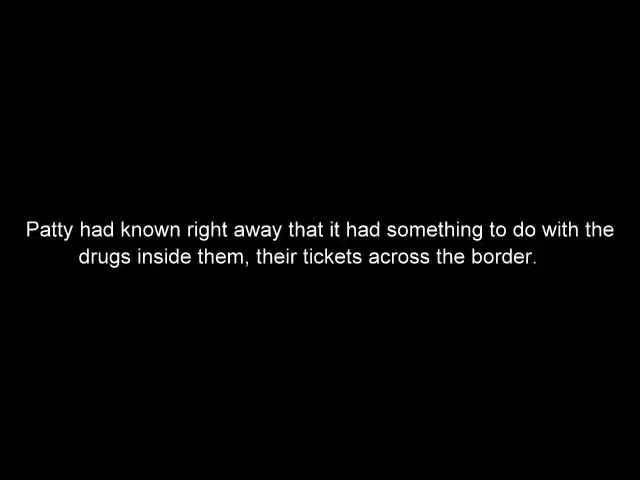 Patty had known right away that it had something to do with the
drugs inside them, their tickets across the border.